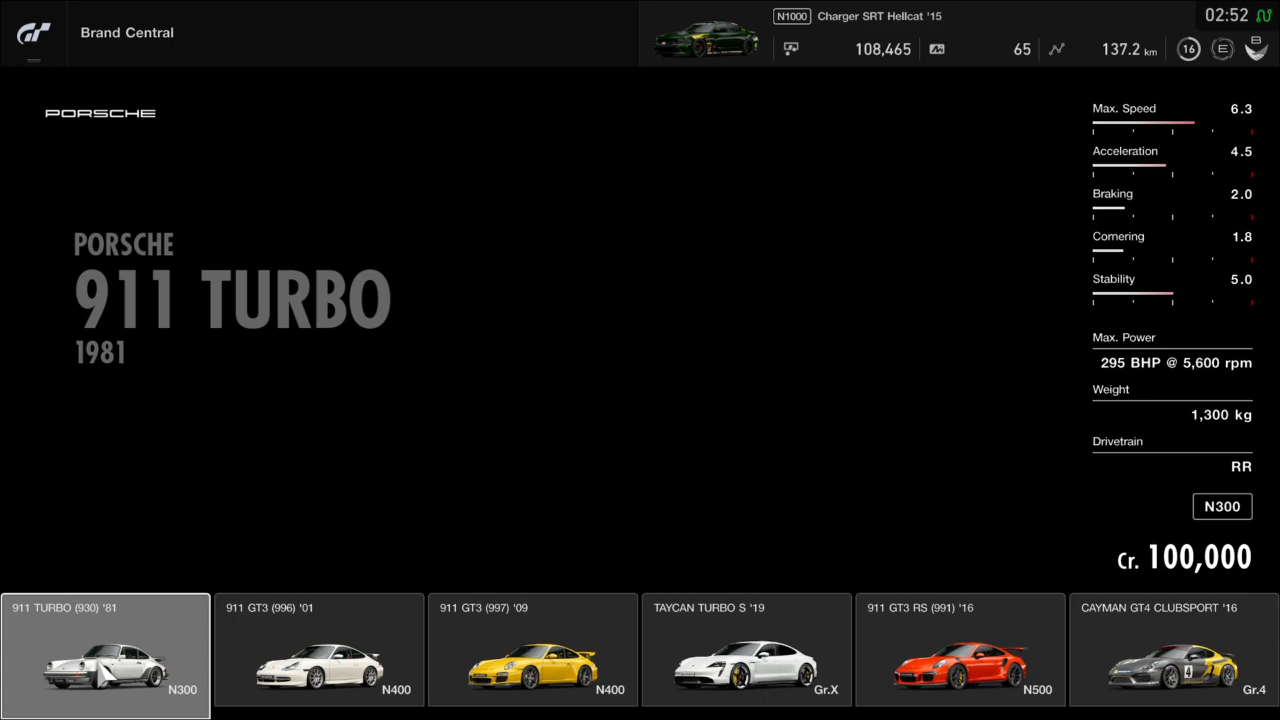 Brand Central
N1000 Charger SRT Hellcat '15
108,465 65 137.2 km
02:52
16 E B
PORSCHE
PORSCHE
911 TURBO
1981
Max. Speed 6.3
Acceleration 4.5
Braking 2.0
Cornering 1.8
Stability 5.0
Max. Power
295 BHP @ 5,600 rpm
Weight
1,300 kg
Drivetrain
RR
N300
Cr. 100,000
911 TURBO (930) '81
N300
911 GT3 (996) '01
N400
911 GT3 (997) '09
N400
TAYCAN TURBO S '19
Gr.X
911 GT3 RS (991) '16
N500
CAYMAN GT4 CLUBSPORT '16
4
Gr.4